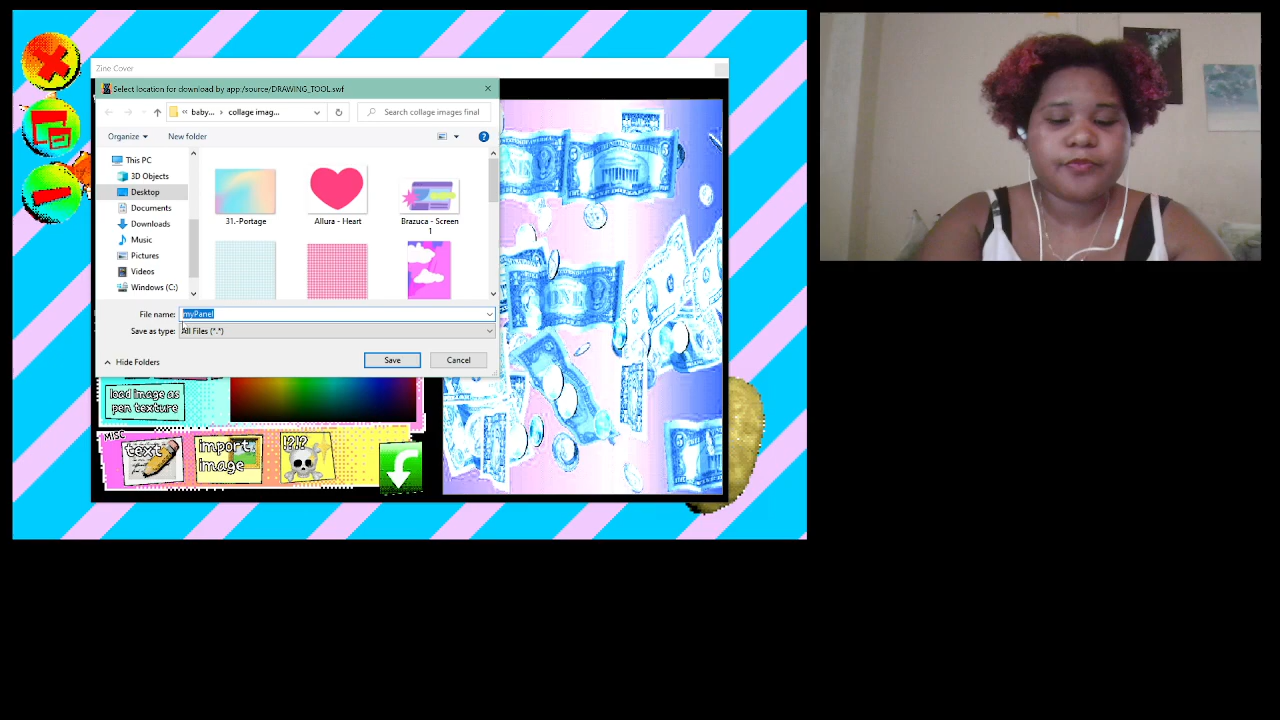 Zine Cover
Select location for download by app:/source/DRAWING_TOOL.swf
« baby... › collage imag...
Search collage images final
Organize
New folder
This PC
3D Objects
Desktop
Documents
Downloads
Music
Pictures
Videos
Windows (C:)
31.-Portage
Allura - Heart
Brazuca - Screen
1
File name: myPanel
Save as type: All Files (*.*)
Hide Folders
Save
Cancel
load image as
pen texture
MISC
text
import
image
!?!?